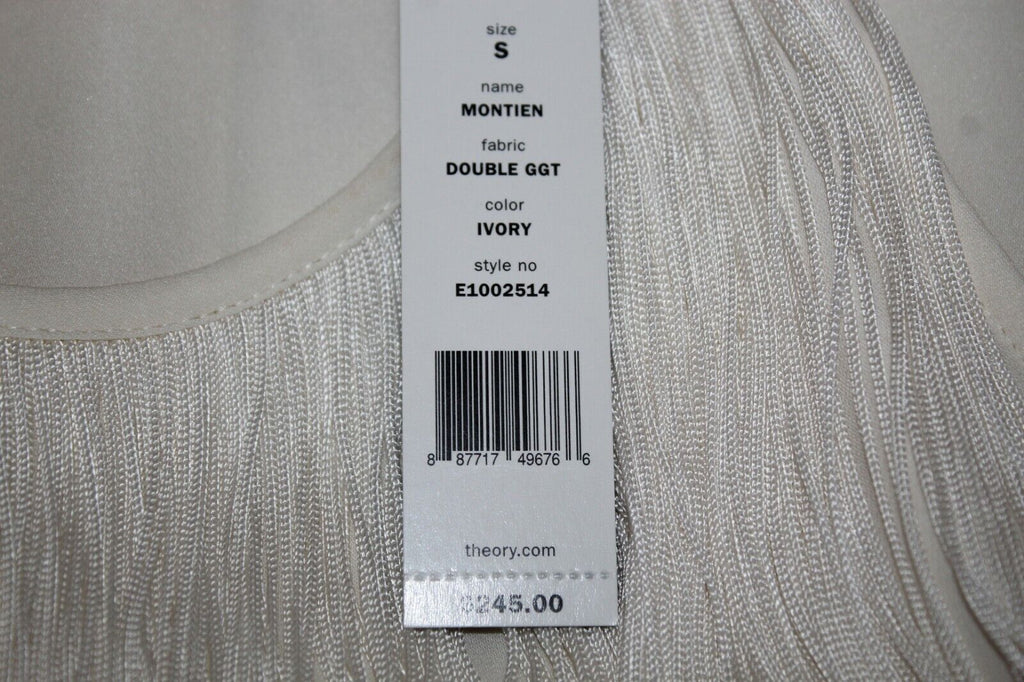 size
S
name
MONTIEN
fabric
DOUBLE GGT
color
IVORY
style no
E1002514
8 87717 49676 6
theory.com
$245.00